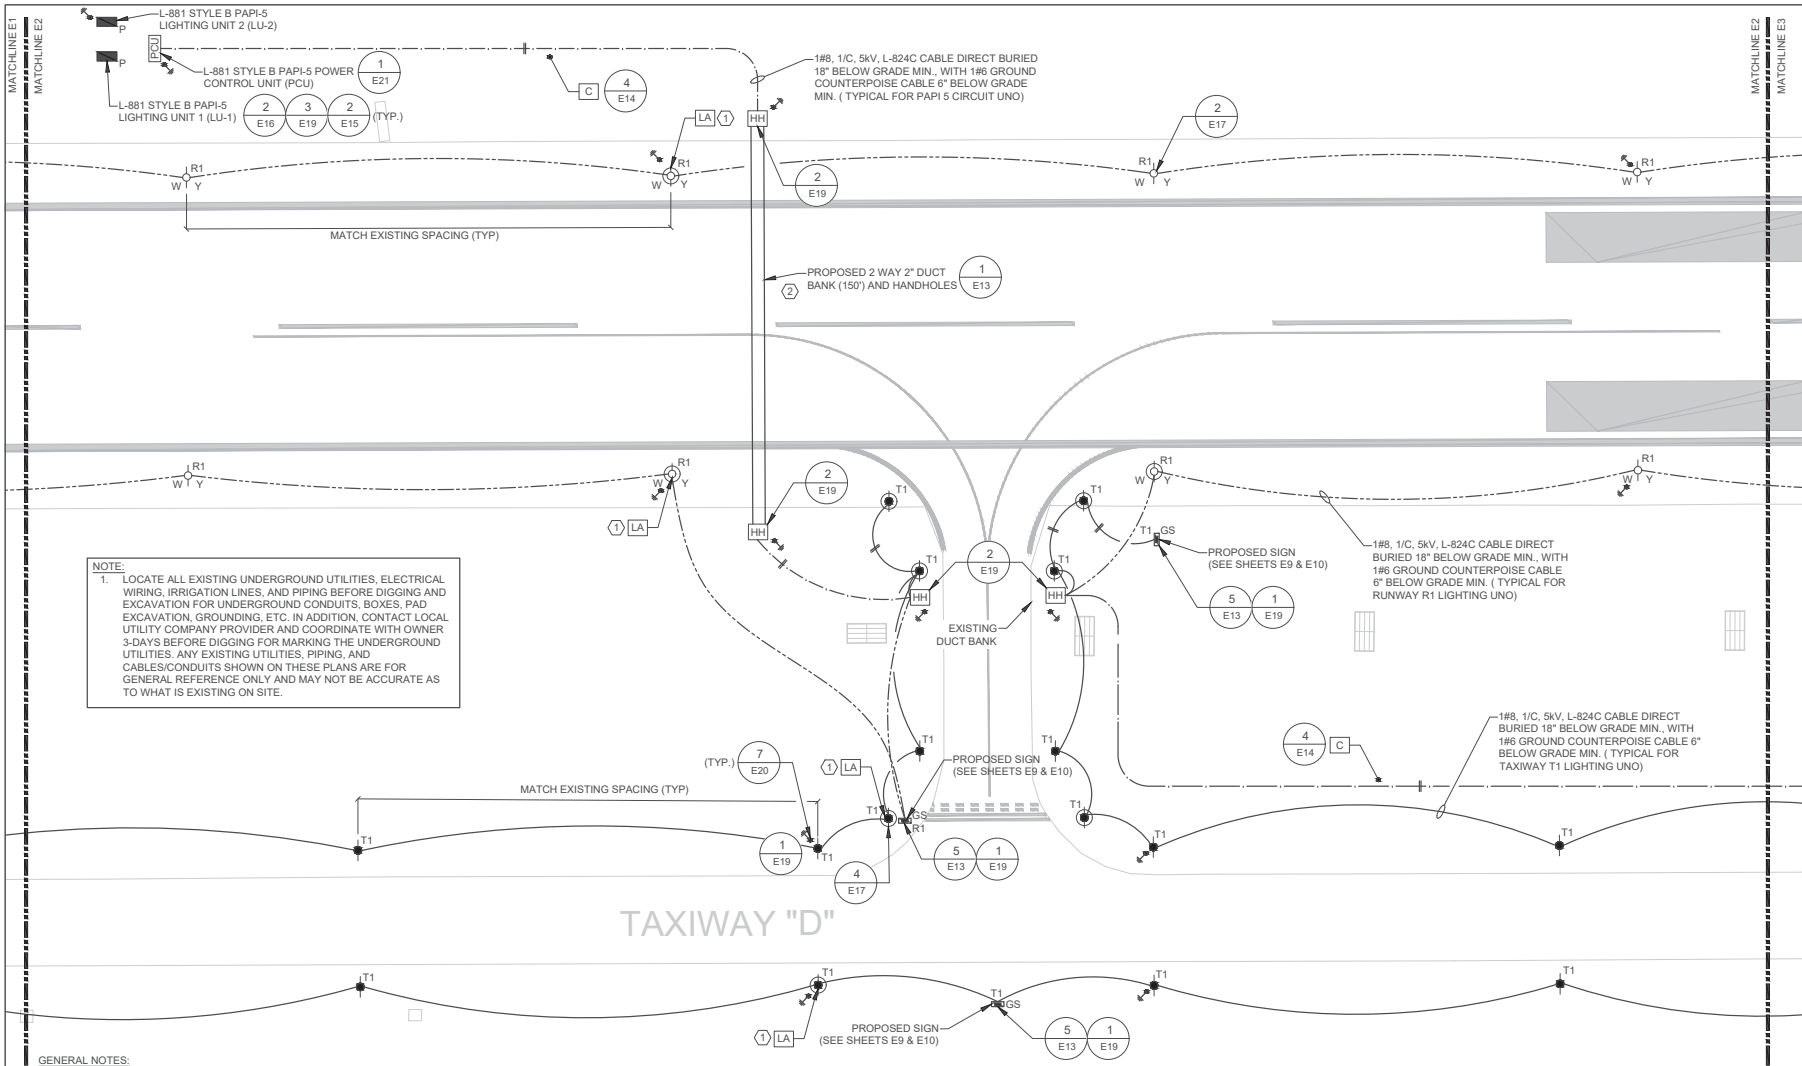 MATCHLINE E1
MATCHLINE E2
L-881 STYLE B PAPI-5
LIGHTING UNIT 2 (LU-2)
P
P
PCU
L-881 STYLE B PAPI-5 POWER
CONTROL UNIT (PCU)
1
E21
L-881 STYLE B PAPI-5
LIGHTING UNIT 1 (LU-1)
2
E16
3
E19
2
E15
(TYP.)
C
4
E14
1#8, 1/C, 5kV, L-824C CABLE DIRECT BURIED
18" BELOW GRADE MIN., WITH 1#6 GROUND
COUNTERPOISE CABLE 6" BELOW GRADE
MIN. ( TYPICAL FOR PAPI 5 CIRCUIT UNO)
MATCHLINE E2
MATCHLINE E3
LA
1
HH
2
E17
R1
W
Y
R1
W
Y
2
E19
R1
W
Y
R1
W
Y
MATCH EXISTING SPACING (TYP)
PROPOSED 2 WAY 2" DUCT
BANK (150') AND HANDHOLES
2
1
E13
R1
W
Y
R1
W
Y
2
E19
1
LA
HH
T1
T1
T1
T1
R1
W
Y
R1
W
Y
T1
GS
2
E19
HH
HH
PROPOSED SIGN
(SEE SHEETS E9 & E10)
5
E13
1
E19
1#8, 1/C, 5kV, L-824C CABLE DIRECT
BURIED 18" BELOW GRADE MIN., WITH
1#6 GROUND COUNTERPOISE CABLE
6" BELOW GRADE MIN. ( TYPICAL FOR
RUNWAY R1 LIGHTING UNO)
EXISTING
DUCT BANK
NOTE:
1. LOCATE ALL EXISTING UNDERGROUND UTILITIES, ELECTRICAL
WIRING, IRRIGATION LINES, AND PIPING BEFORE DIGGING AND
EXCAVATION FOR UNDERGROUND CONDUITS, BOXES, PAD
EXCAVATION, GROUNDING, ETC. IN ADDITION, CONTACT LOCAL
UTILITY COMPANY PROVIDER AND COORDINATE WITH OWNER
3-DAYS BEFORE DIGGING FOR MARKING THE UNDERGROUND
UTILITIES. ANY EXISTING UTILITIES, PIPING, AND
CABLES/CONDUITS SHOWN ON THESE PLANS ARE FOR
GENERAL REFERENCE ONLY AND MAY NOT BE ACCURATE AS
TO WHAT IS EXISTING ON SITE.
1#8, 1/C, 5kV, L-824C CABLE DIRECT
BURIED 18" BELOW GRADE MIN., WITH
1#6 GROUND COUNTERPOISE CABLE 6"
BELOW GRADE MIN. ( TYPICAL FOR
TAXIWAY T1 LIGHTING UNO)
4
E14
C
T1
T1
(TYP.)
7
E20
1
LA
PROPOSED SIGN
(SEE SHEETS E9 & E10)
MATCH EXISTING SPACING (TYP)
T1
GS
R1
T1
T1
T1
T1
T1
1
E19
4
E17
5
E13
1
E19
TAXIWAY "D"
T1
T1
T1
GS
T1
T1
1
LA
PROPOSED SIGN
(SEE SHEETS E9 & E10)
5
E13
1
E19
GENERAL NOTES: